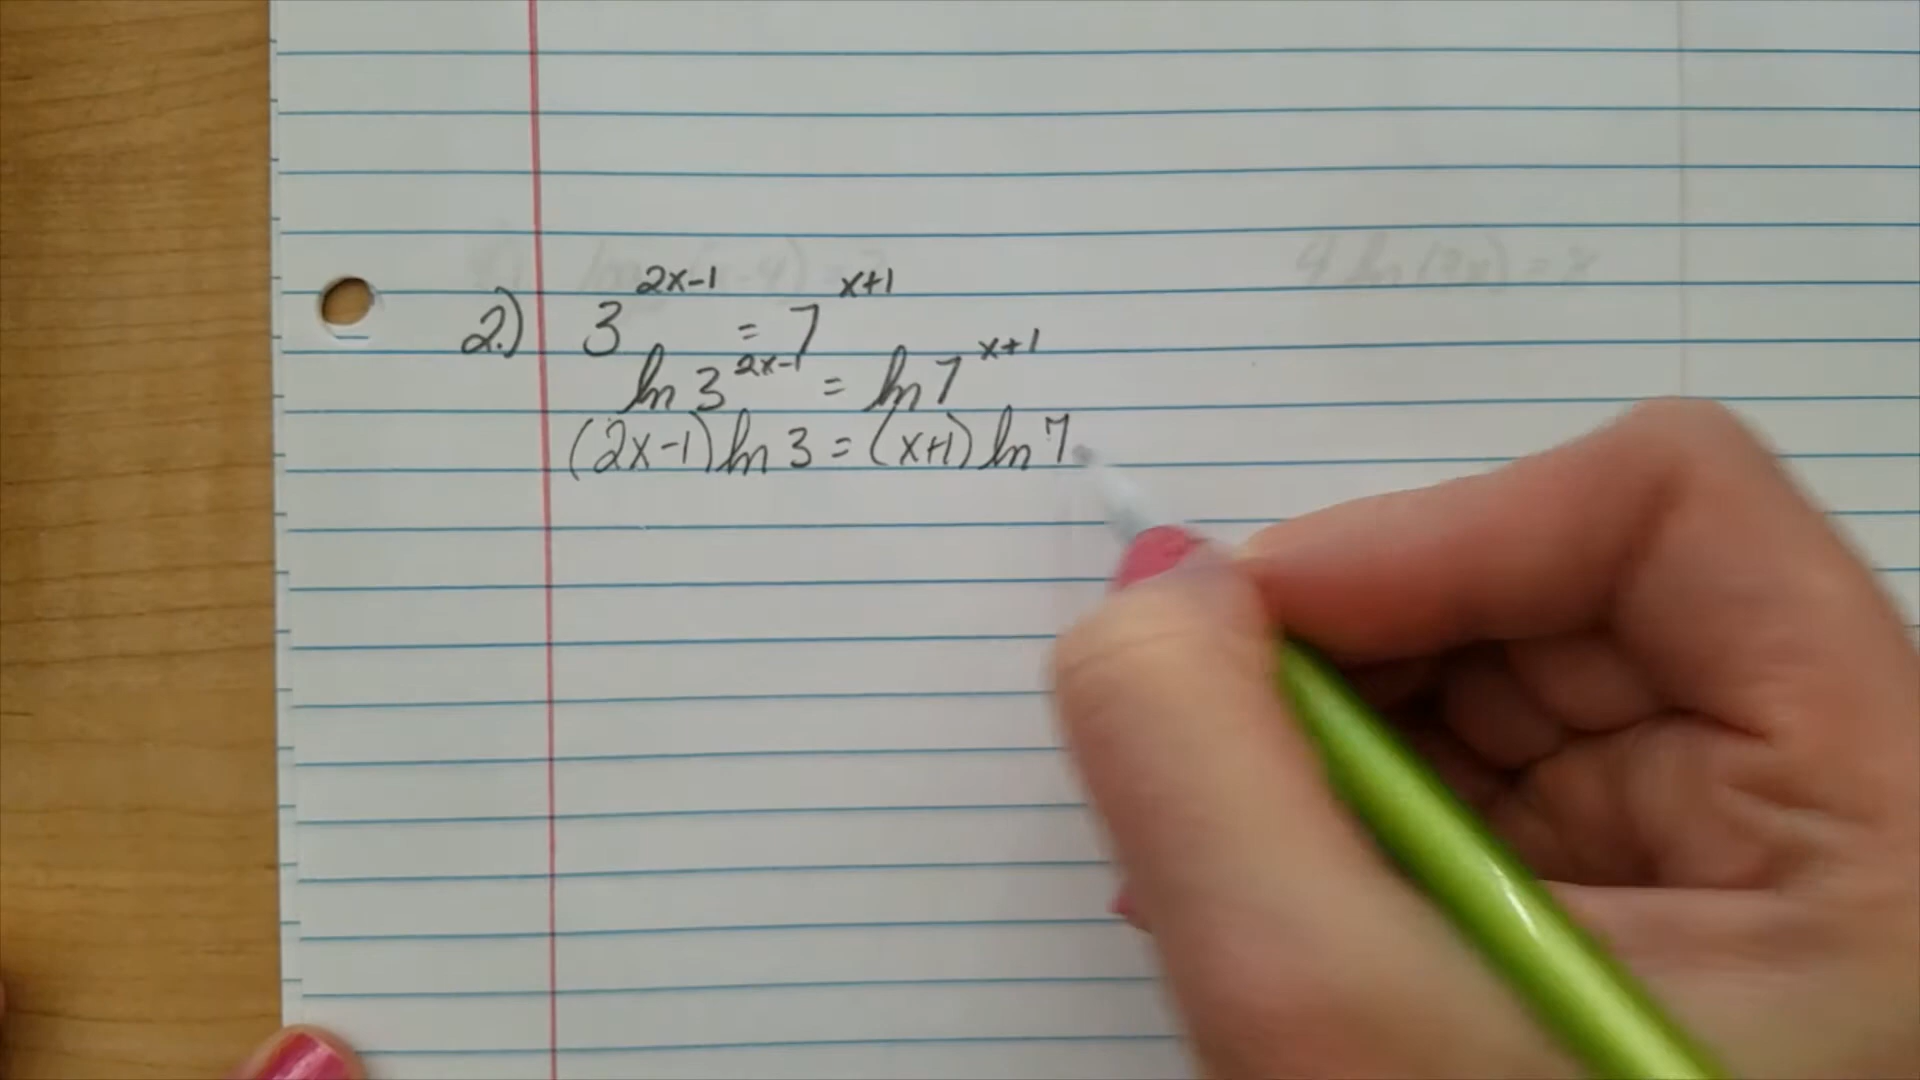 2.) 3^{2x-1} = 7^{x+1}
ln 3^{2x-1} = ln 7^{x+1}
(2x-1) ln 3 = (x+1) ln 7